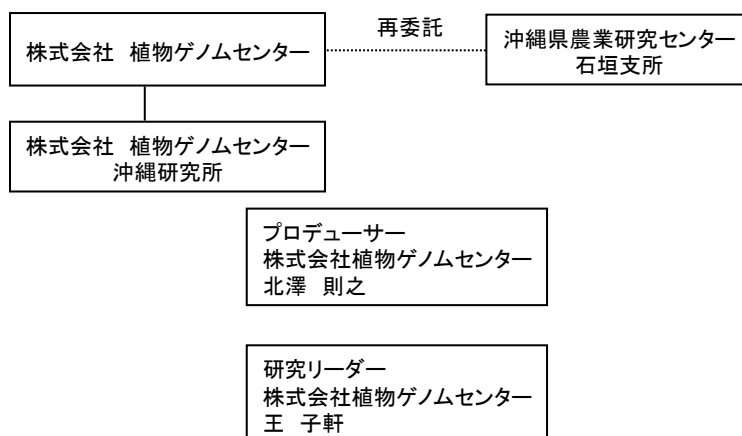 株式会社 植物ゲノムセンター
再委託
沖縄県農業研究センター
石垣支所
株式会社 植物ゲノムセンター
沖縄研究所
プロデューサー
株式会社植物ゲノムセンター
北澤 則之
研究リーダー
株式会社植物ゲノムセンター
王 子軒